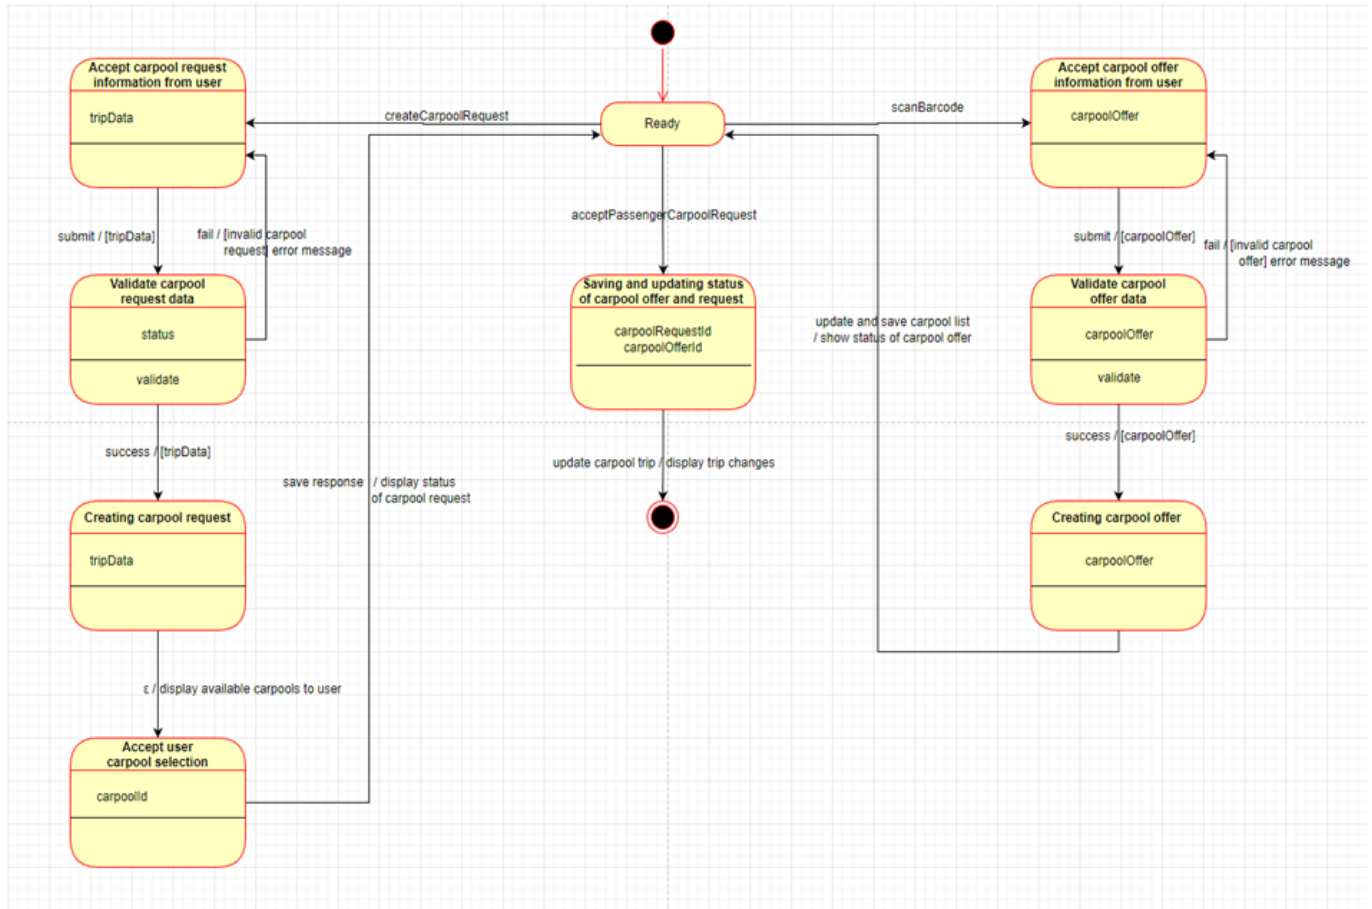 Accept carpool request
information from user
tripData
createCarpoolRequest
Ready
scanBarcode
Accept carpool offer
information from user
carpoolOffer
submit / [tripData]
fail / [invalid carpool
request] error message
acceptPassengerCarpoolRequest
submit / [carpoolOffer]
fail / [invalid carpool
offer] error message
Validate carpool
request data
status
validate
Saving and updating status
of carpool offer and request
carpoolRequestId
carpoolOfferId
update and save carpool list
/ show status of carpool offer
Validate carpool
offer data
carpoolOffer
validate
success / [tripData]
save response / display status
of carpool request
update carpool trip / display trip changes
success / [carpoolOffer]
Creating carpool request
tripData
Creating carpool offer
carpoolOffer
ε / display available carpools to user
Accept user
carpool selection
carpoolId